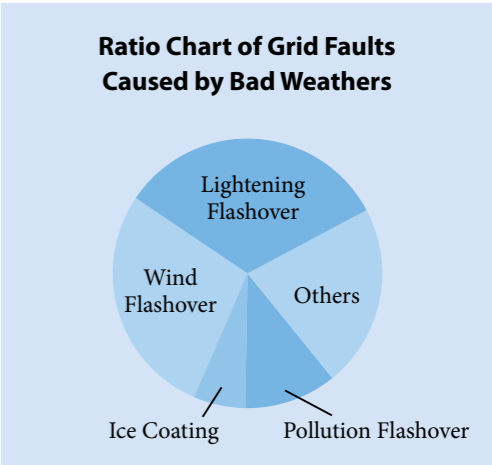 Ratio Chart of Grid Faults
Caused by Bad Weathers
Lightening
Flashover
Wind
Flashover
Others
Ice Coating
Pollution Flashover